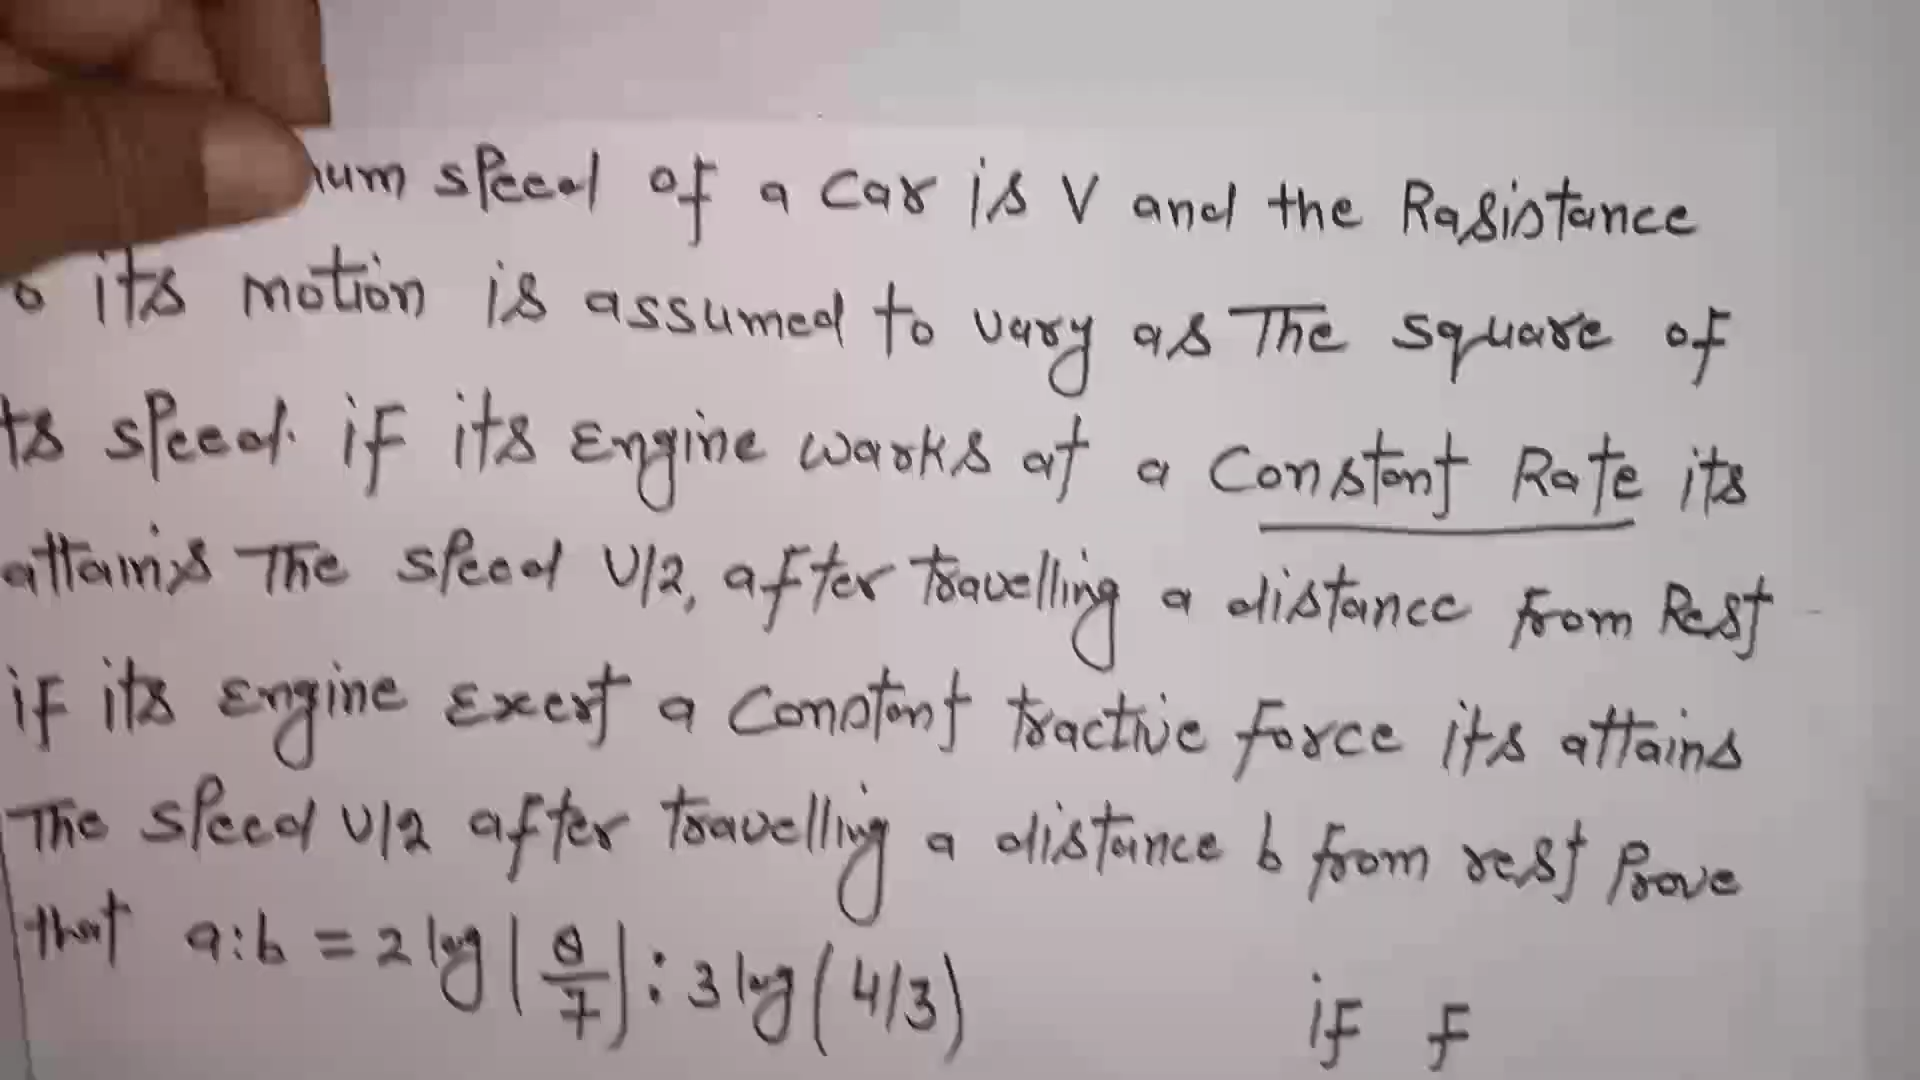 um speed of a car is V and the Rasistance
o its motion is assumed to vary as The square of
ts speed. if its Engine warks at a Constant Rate its
attains The speed V/2, after travelling a distance from Rest
if its Engine Exert a Constant tractive force its attains
The speed V/2 after travelling a distance b from rest Prove
that a:b = 2 log(8/7) : 3 log(4/3)
if F